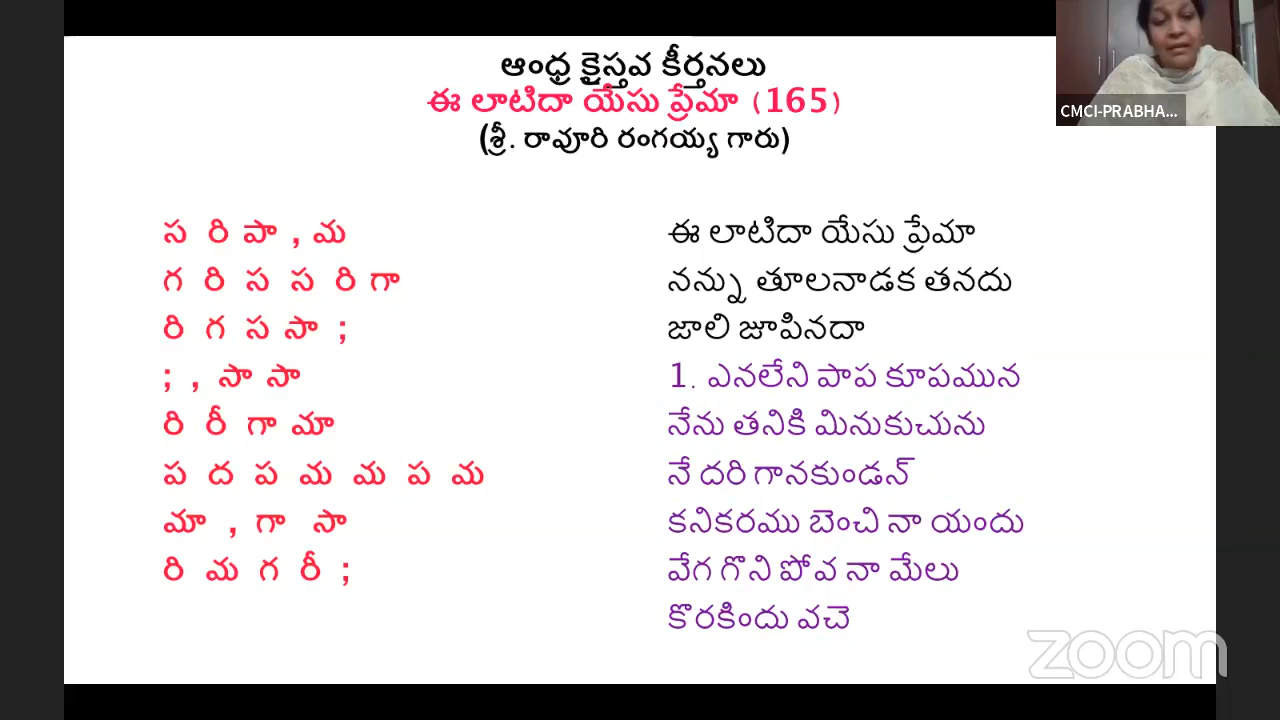 ఆంధ్ర క్రైస్తవ కీర్తనలు
ఈ లాటిదా యేసు ప్రేమా (165)
(శ్రీ. రావూరి రంగయ్య గారు)
CMCI-PRABHA...
స రి పా , మ
గ రి స స రి గా
రి గ స సా ;
; , సా సా
రి రీ గా మా
ప ద ప మ మ ప మ
మా , గా సా
రి మ గ రీ ;
ఈ లాటిదా యేసు ప్రేమా
నన్ను తూలనాడక తనదు
జాలి జూపినదా
1. ఎనలేని పాప కూపమున
నేను తనికి మినుకుచును
నే దరి గానకుండన్
కనికరము బెంచి నా యందు
వేగ గొని పోవ నా మేలు
కొరకిందు వచె
zoom